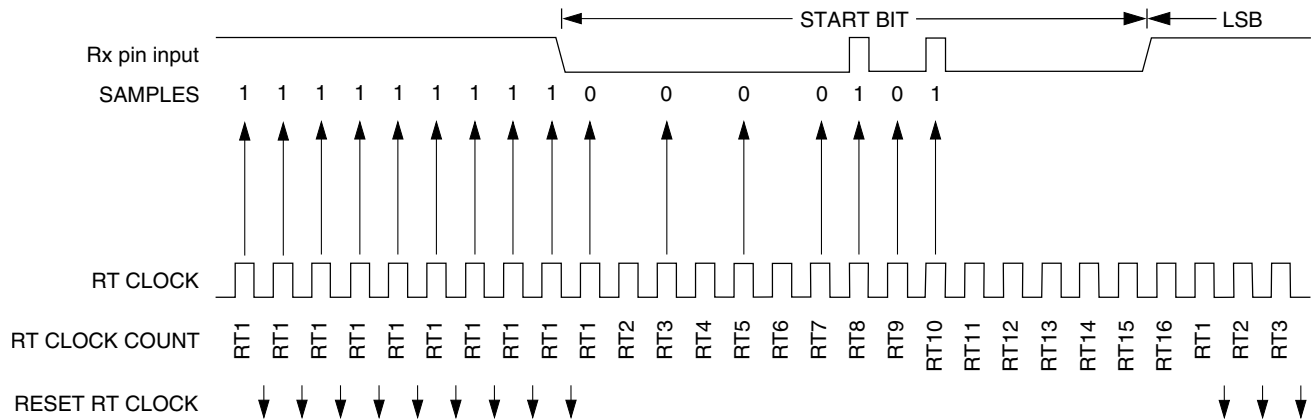 START BIT LSB
Rx pin input
SAMPLES 1 1 1 1 1 1 1 1 1 0 0 0 0 1 0 1
RT CLOCK
RT CLOCK COUNT RT1 RT1 RT1 RT1 RT1 RT1 RT1 RT1 RT1 RT1 RT2 RT3 RT4 RT5 RT6 RT7 RT8 RT9 RT10 RT11 RT12 RT13 RT14 RT15 RT16 RT1 RT2 RT3
RESET RT CLOCK